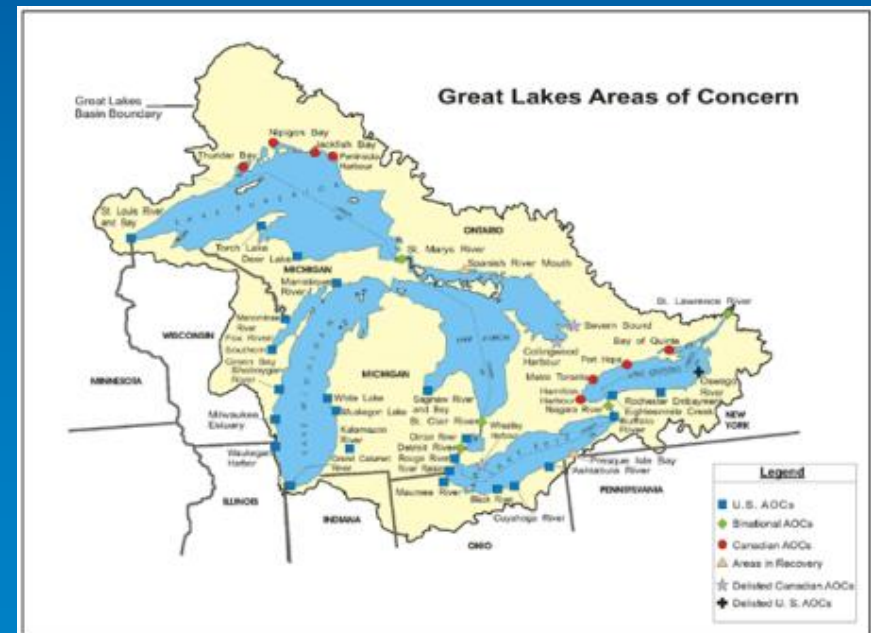 Great Lakes Areas of Concern
Great Lakes
Basin Boundary
Nipigon Bay
Jackfish Bay
Thunder Bay
Peninsula
Harbour
St. Louis River
and Bay
ONTARIO
Torch Lake
Deer Lake
St. Marys River
MICHIGAN
Spanish River Mouth
Manistique
River
St. Lawrence River
Menominee
River
Severn Sound
WISCONSIN
Fox River
Southern
Green Bay
Collingwood
Harbour
Bay of Quinte
Port Hope
Sheboygan
River
MICHIGAN
Metro Toronto
MINNESOTA
Oswego
River
White Lake
Saginaw River
and Bay
Hamilton
Harbour
Muskegon Lake
Niagara River
Rochester Embayment
Eighteenmile Creek
St. Clair River
Wheatley
Harbour
NEW
YORK
Milwaukee
Estuary
Kalamazoo
River
Clinton River
Buffalo
River
Detroit River
Rouge River
River Raisin
Waukegan
Harbor
Grand Calumet
River
Presque Isle Bay
Ashtabula River
Maumee River
Black River
PENNSYLVANIA
Cuyahoga River
ILLINOIS
INDIANA
OHIO
Legend
U.S. AOCs
Binational AOCs
Canadian AOCs
Areas in Recovery
Delisted Canadian AOCs
Delisted U. S. AOCs